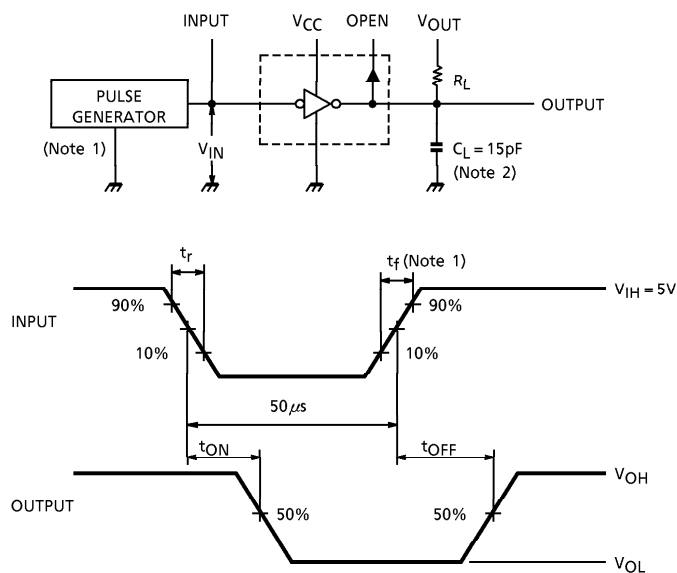 INPUT VCC OPEN VOUT
PULSE GENERATOR
RL
OUTPUT
(Note 1)
VIN
CL = 15pF
(Note 2)
tr
tf (Note 1)
90%
90%
VIH = 5V
INPUT
10%
10%
50μs
tON
tOFF
VOH
OUTPUT
50%
50%
VOL